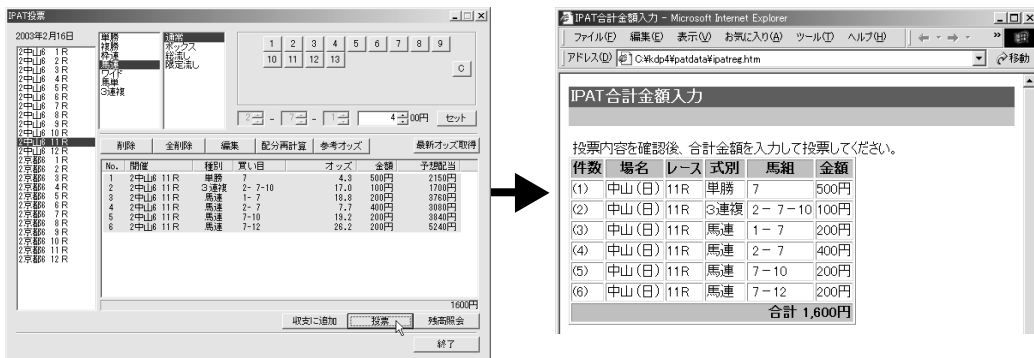 IPAT投票
2003年2月16日
2中山6 1R
2中山6 2R
2中山6 3R
2中山6 4R
2中山6 5R
2中山6 6R
2中山6 7R
2中山6 8R
2中山6 9R
2中山6 10R
2中山6 11R
2中山6 12R
2京都6 1R
2京都6 2R
2京都6 3R
2京都6 4R
2京都6 5R
2京都6 6R
2京都6 7R
2京都6 8R
2京都6 9R
2京都6 10R
2京都6 11R
2京都6 12R
単勝
複勝
枠連
馬連
ワイド
馬単
3連複
通常
ボックス
総流し
限定流し
1 2 3 4 5 6 7 8 9
10 11 12 13
C
2 - 7 - 1 4 00円 セット
削除 全削除 編集 配分再計算 参考オッズ 最新オッズ取得
No. 開催 種別 買い目 オッズ 金額 予想配当
1 2中山6 11R 単勝 7 4.3 500円 2150円
2 2中山6 11R 3連複 2- 7-10 17.0 100円 1700円
3 2中山6 11R 馬連 1- 7 18.8 200円 3760円
4 2中山6 11R 馬連 2- 7 7.7 400円 3080円
5 2中山6 11R 馬連 7-10 19.2 200円 3840円
6 2中山6 11R 馬連 7-12 26.2 200円 5240円
1600円
収支に追加 投票 残高照会
終了
IPAT合計金額入力 - Microsoft Internet Explorer
ファイル(F) 編集(E) 表示(V) お気に入り(A) ツール(T) ヘルプ(H) »
アドレス(D) C:¥kdp4¥patdata¥ipatreg.htm 移動
IPAT合計金額入力
投票内容を確認後、合計金額を入力して投票してください。
件数 場名 レース 式別 馬組 金額
(1) 中山(日) 11R 単勝 7 500円
(2) 中山(日) 11R 3連複 2－7－10 100円
(3) 中山(日) 11R 馬連 1－7 200円
(4) 中山(日) 11R 馬連 2－7 400円
(5) 中山(日) 11R 馬連 7－10 200円
(6) 中山(日) 11R 馬連 7－12 200円
合計 1,600円